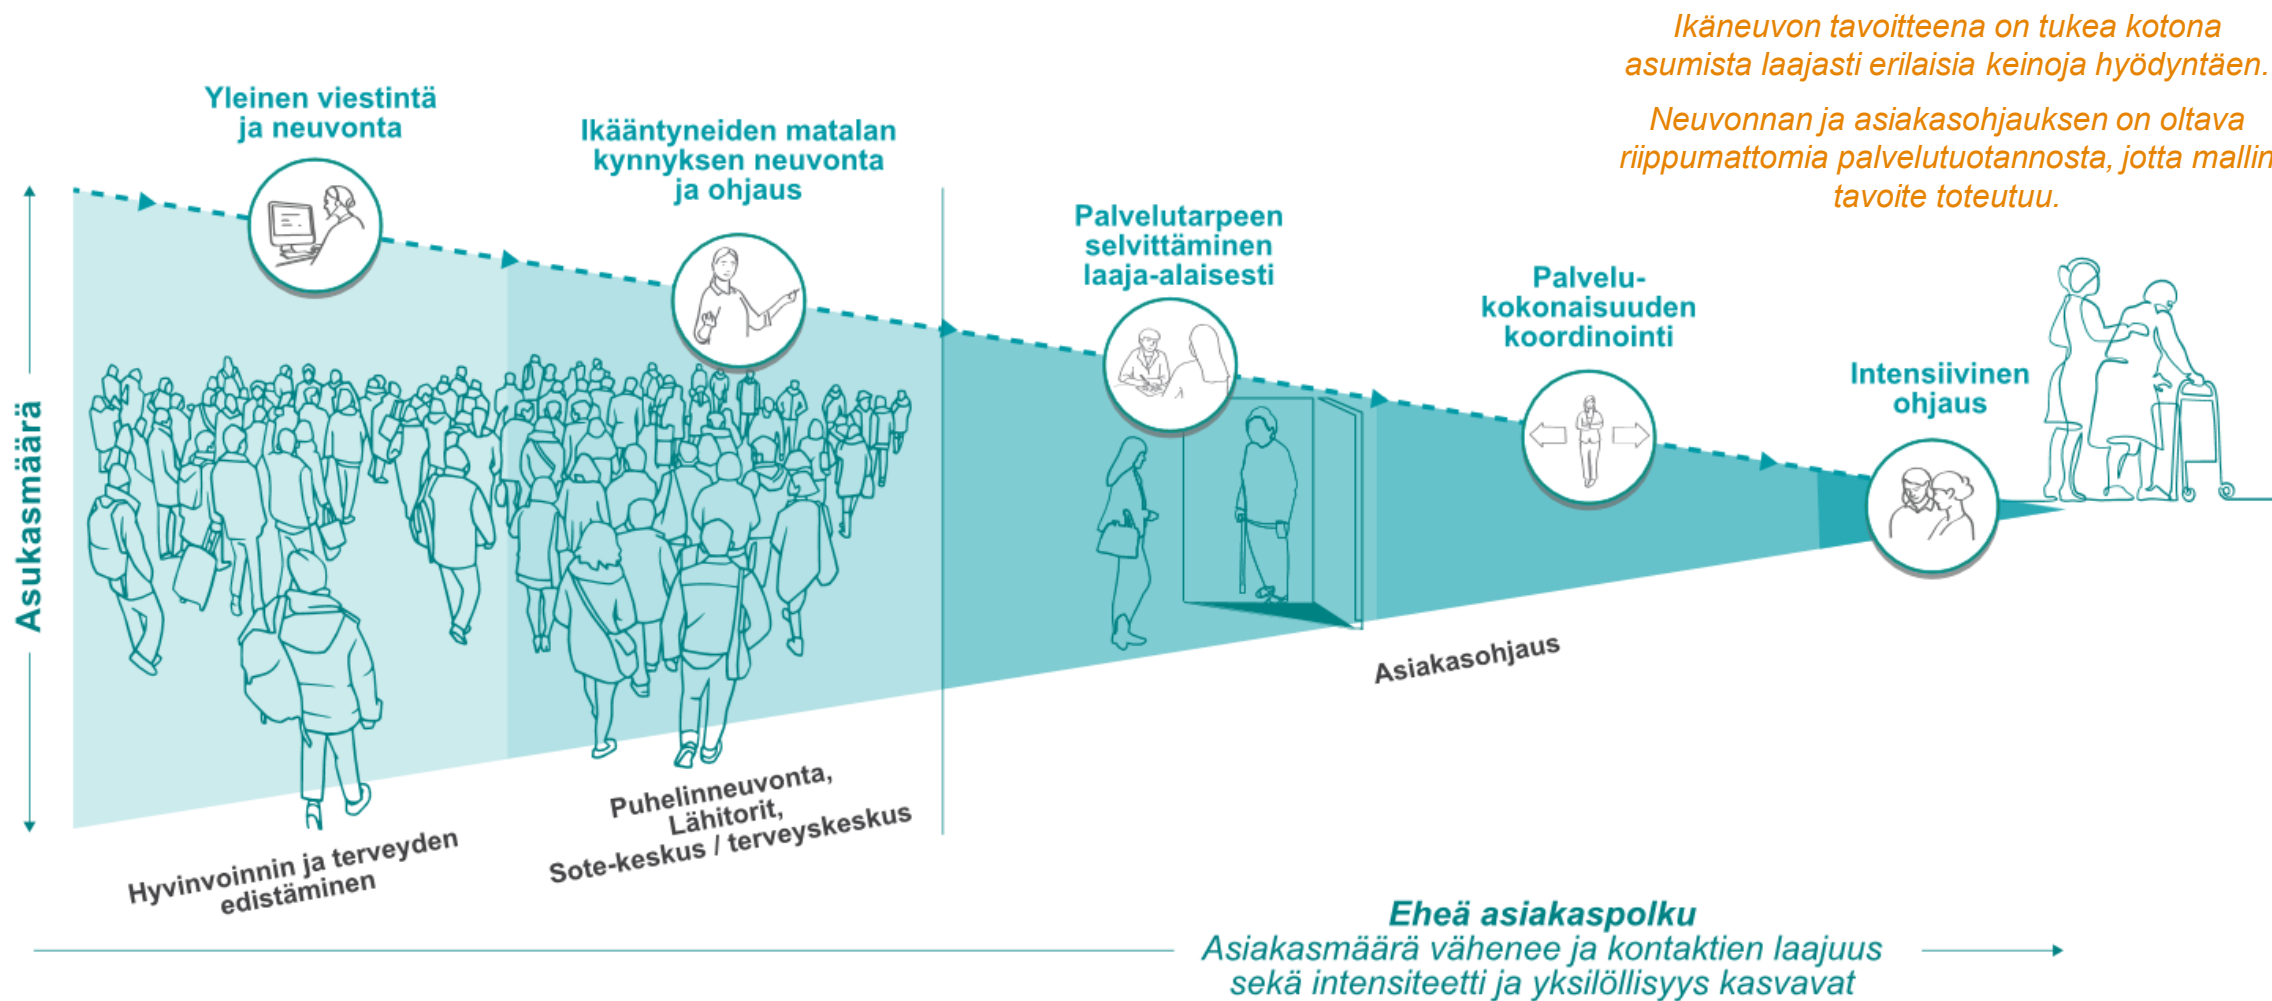 Ikäneuvon tavoitteena on tukea kotona
asumista laajasti erilaisia keinoja hyödyntäen.
Neuvonnan ja asiakasohjauksen on oltava
riippumattomia palvelutuotannosta, jotta mallin
tavoite toteutuu.
Yleinen viestintä
ja neuvonta
Ikääntyneiden matalan
kynnyksen neuvonta
ja ohjaus
Palvelutarpeen
selvittäminen
laaja-alaisesti
Palvelu-
kokonaisuuden
koordinointi
Intensiivinen
ohjaus
Asukasmäärä
Hyvinvoinnin ja terveyden
edistäminen
Puhelinneuvonta,
Lähitorit,
Sote-keskus / terveyskeskus
Asiakasohjaus
Eheä asiakaspolku
Asiakasmäärä vähenee ja kontaktien laajuus
sekä intensiteetti ja yksilöllisyys kasvavat